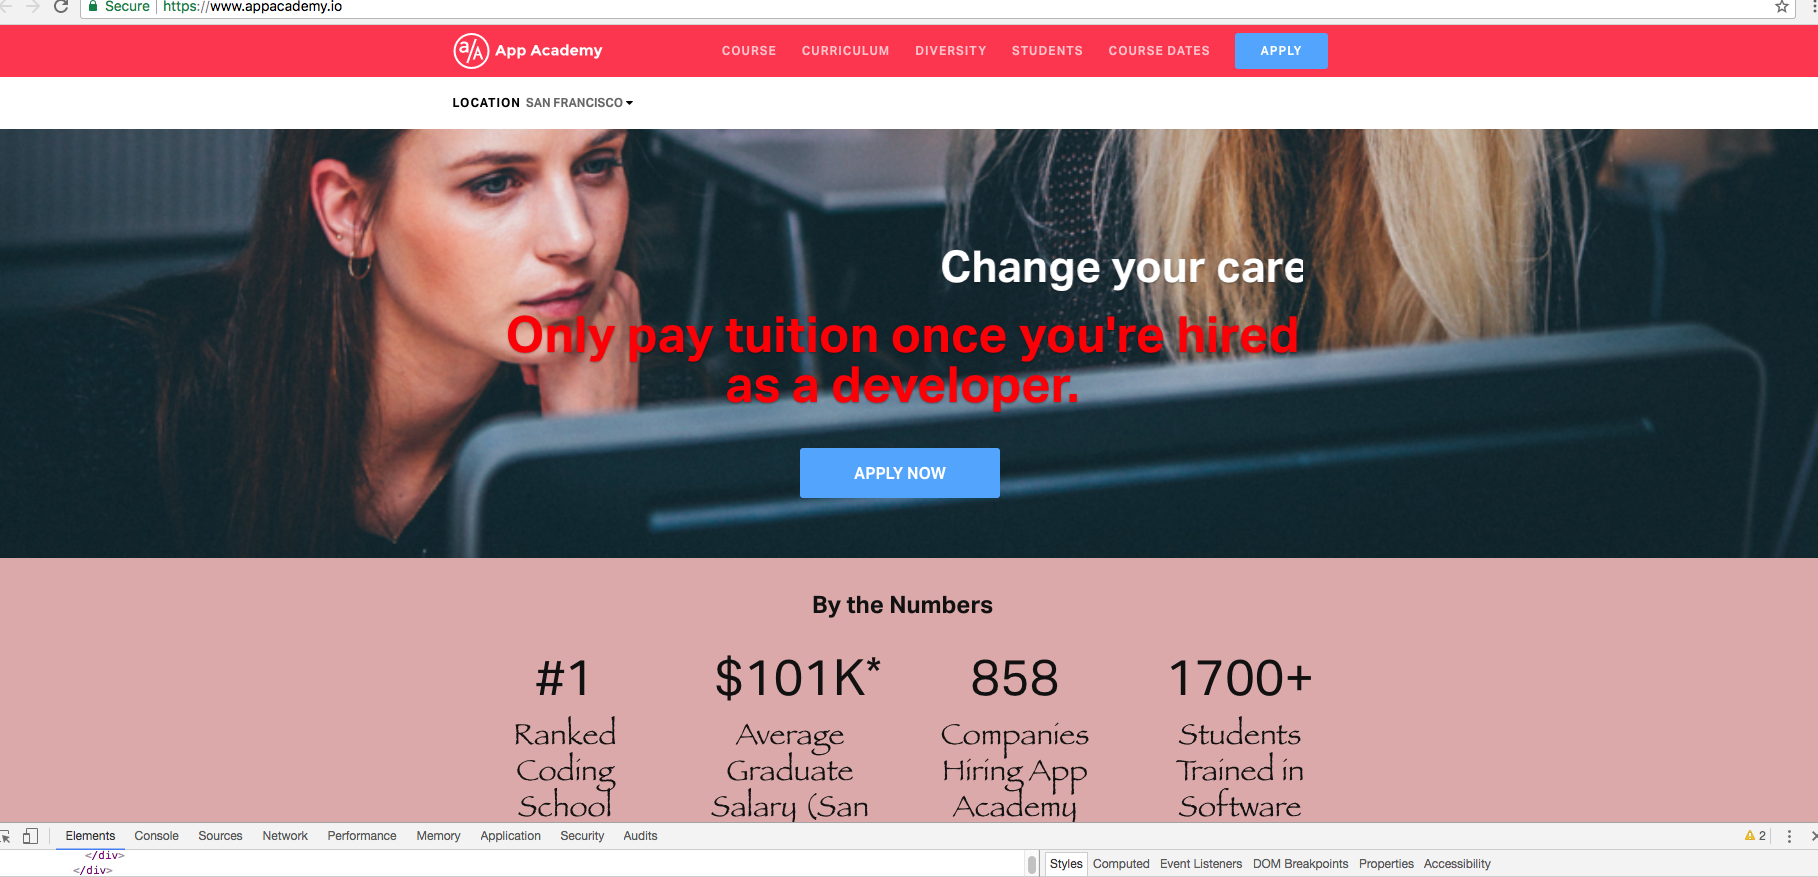 Secure https://www.appacademy.io
a/A App Academy COURSE CURRICULUM DIVERSITY STUDENTS COURSE DATES APPLY
LOCATION SAN FRANCISCO
Change your care
Only pay tuition once you're hired
as a developer.
APPLY NOW
By the Numbers
#1 $101K* 858 1700+
Ranked Average Companies Students
Coding Graduate Hiring App Trained in
School Salary (San Academy Software
Elements Console Sources Network Performance Memory Application Security Audits 2
</div>
</div>
Styles Computed Event Listeners DOM Breakpoints Properties Accessibility